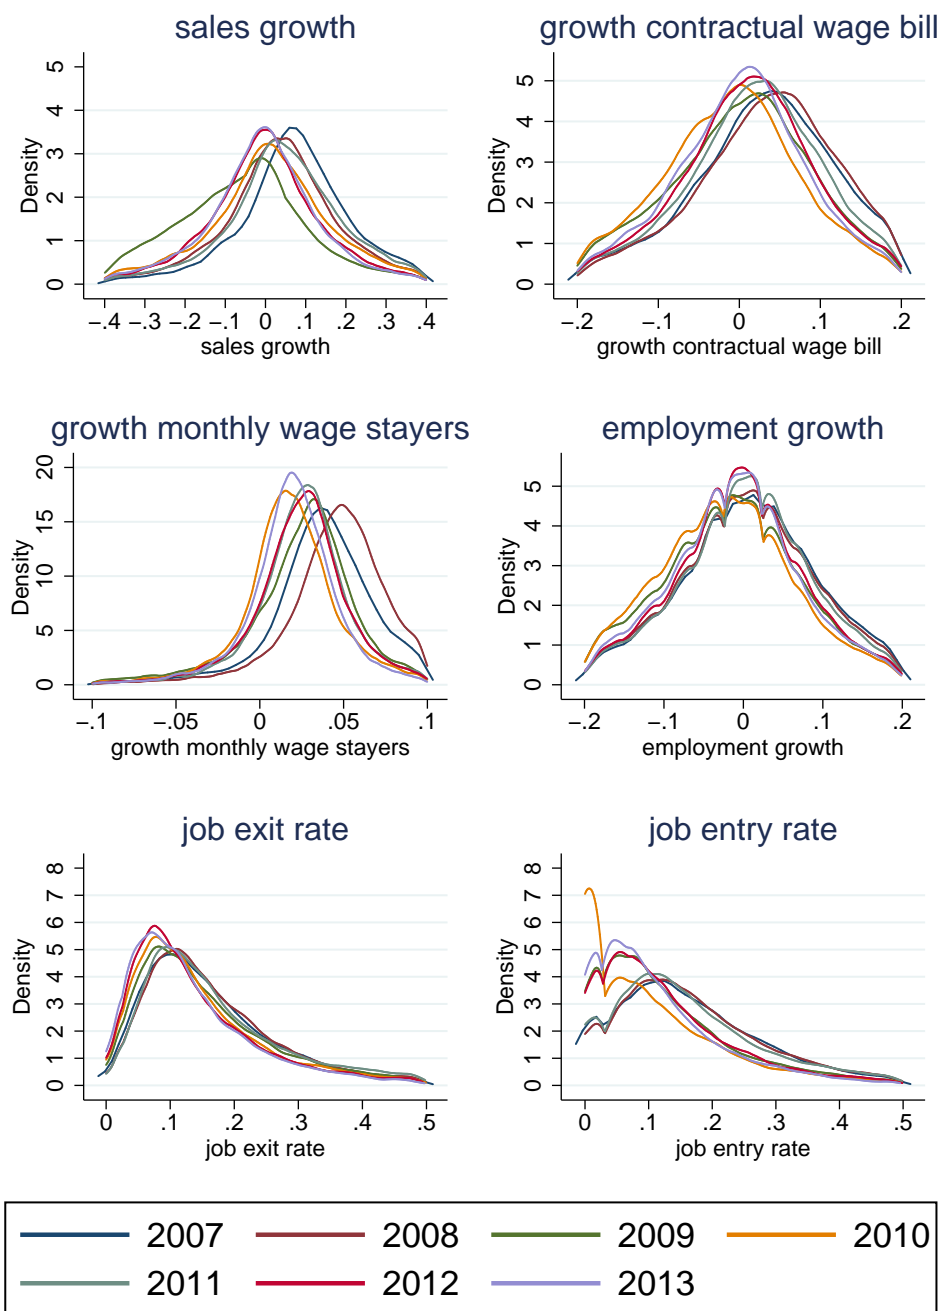 sales growth
Density
0 1 2 3 4 5
−.4 −.3 −.2 −.1 0 .1 .2 .3 .4
sales growth
growth contractual wage bill
Density
0 1 2 3 4 5
−.2 −.1 0 .1 .2
growth contractual wage bill
growth monthly wage stayers
Density
0 5 10 15 20
−.1 −.05 0 .05 .1
growth monthly wage stayers
employment growth
Density
0 1 2 3 4 5
−.2 −.1 0 .1 .2
employment growth
job exit rate
Density
0 1 2 3 4 5 6 7 8
0 .1 .2 .3 .4 .5
job exit rate
job entry rate
Density
0 1 2 3 4 5 6 7 8
0 .1 .2 .3 .4 .5
job entry rate
2007 2008 2009 2010
2011 2012 2013